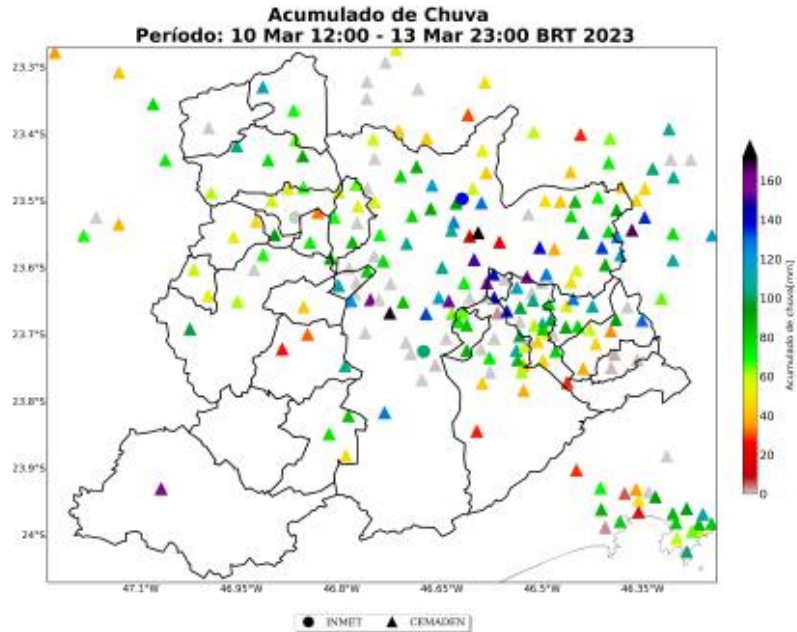 Acumulado de Chuva
Período: 10 Mar 12:00 - 13 Mar 23:00 BRT 2023
23.3°S
23.4°S
23.5°S
23.6°S
23.7°S
23.8°S
23.9°S
24°S
47.1°W
46.95°W
46.8°W
46.65°W
46.5°W
46.35°W
160
140
120
100
80
60
40
20
0
Acumulado de chuva[mm]
INMET
CEMADEN